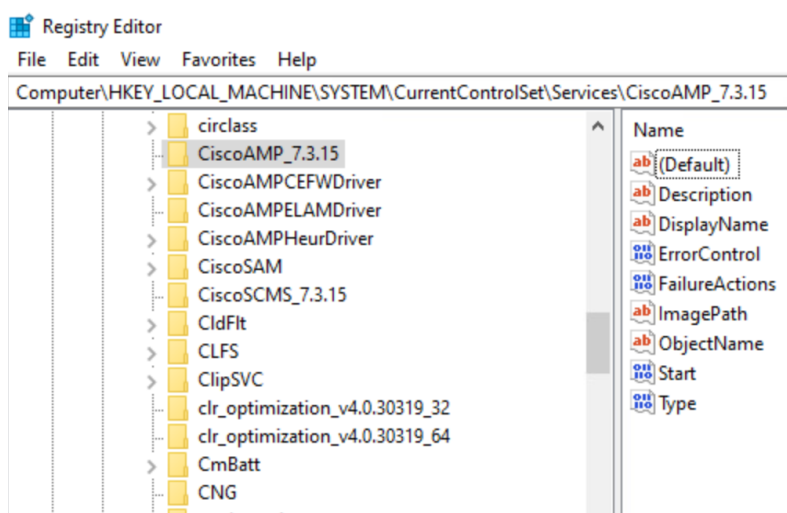 Registry Editor
File Edit View Favorites Help
Computer\HKEY_LOCAL_MACHINE\SYSTEM\CurrentControlSet\Services\CiscoAMP_7.3.15
circlass
CiscoAMP_7.3.15
CiscoAMPCEFWDriver
CiscoAMPELAMDriver
CiscoAMPHeurDriver
CiscoSAM
CiscoSCMS_7.3.15
CldFlt
CLFS
ClipSVC
clr_optimization_v4.0.30319_32
clr_optimization_v4.0.30319_64
CmBatt
CNG
Name
(Default)
Description
DisplayName
ErrorControl
FailureActions
ImagePath
ObjectName
Start
Type